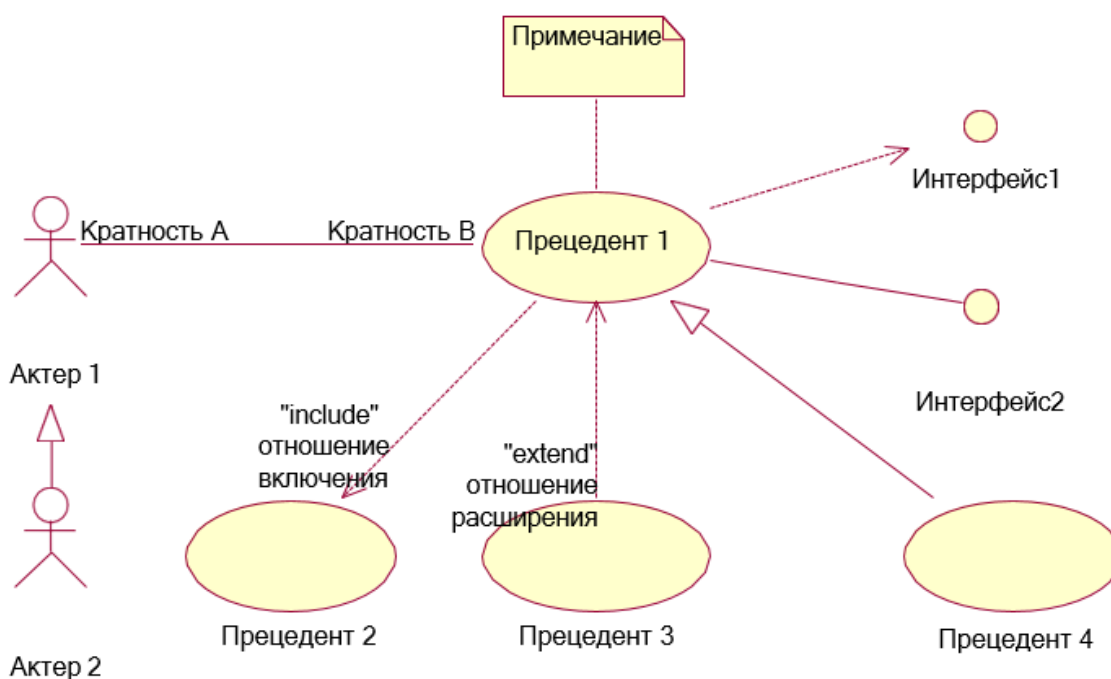 Примечание
Интерфейс1
Кратность А
Кратность В
Прецедент 1
Актер 1
Интерфейс2
"include"
отношение
включения
"extend"
отношение
расширения
Прецедент 2
Прецедент 3
Прецедент 4
Актер 2